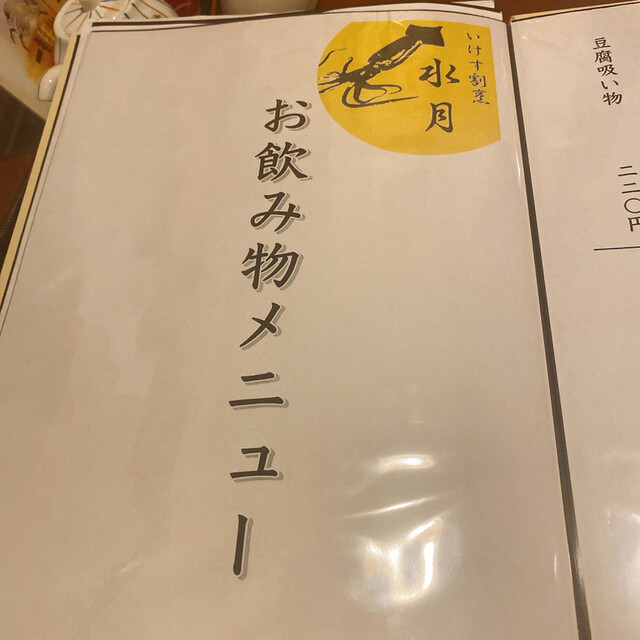 豆腐吸い物
二二〇円
いけす割烹
水月
お飲み物メニュー